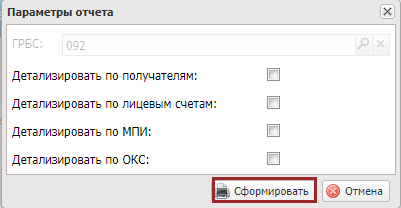 Параметры отчета
ГРБС: 092
Детализировать по получателям:
Детализировать по лицевым счетам:
Детализировать по МПИ:
Детализировать по ОКС:
Сформировать Отмена